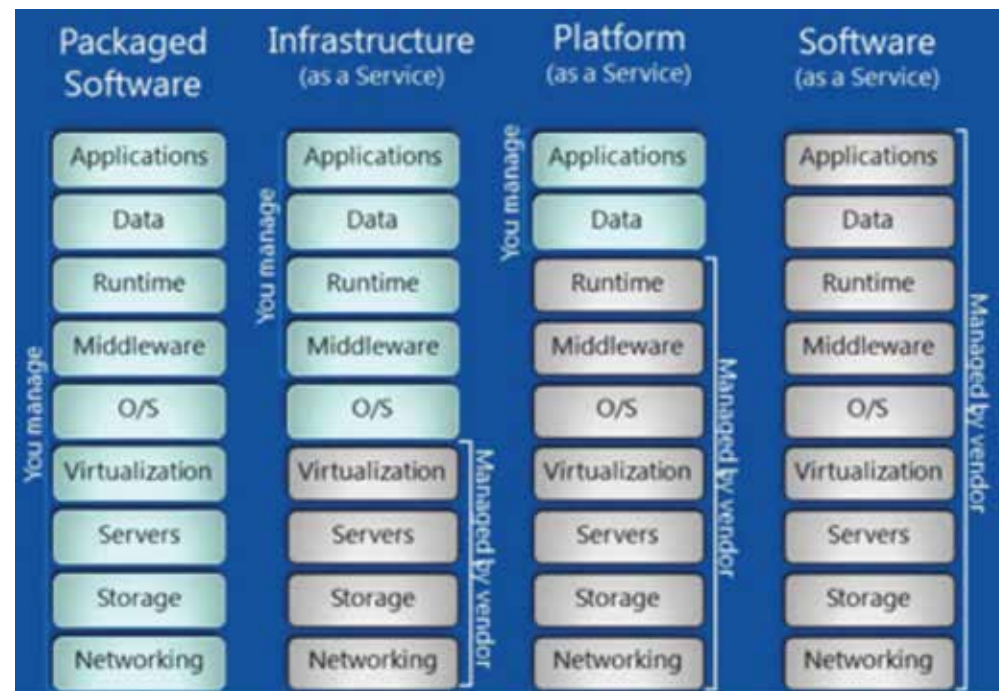 Packaged
Software
You manage
Applications
Data
Runtime
Middleware
O/S
Virtualization
Servers
Storage
Networking
Infrastructure
(as a Service)
You manage
Applications
Data
Runtime
Middleware
O/S
Virtualization
Servers
Storage
Networking
Managed by vendor
Platform
(as a Service)
You manage
Applications
Data
Runtime
Middleware
O/S
Virtualization
Servers
Storage
Networking
Managed by vendor
Software
(as a Service)
Applications
Data
Runtime
Middleware
O/S
Virtualization
Servers
Storage
Networking
Managed by vendor